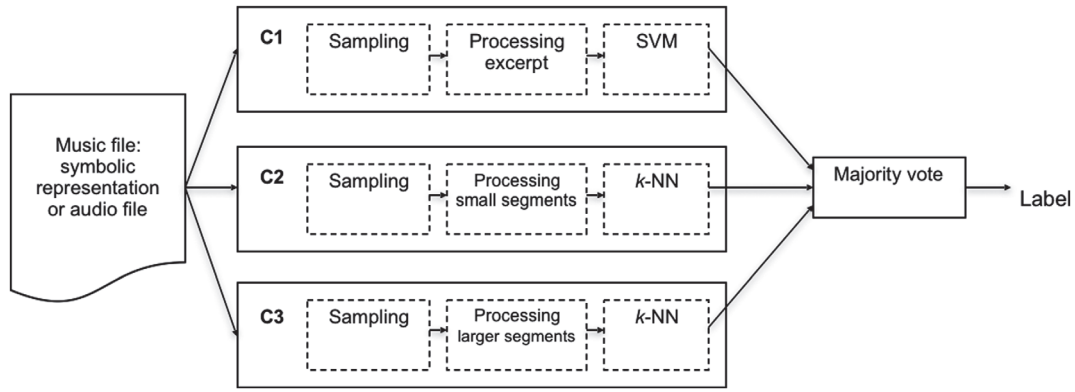 Music file:
symbolic
representation
or audio file
C1
Sampling
Processing
excerpt
SVM
C2
Sampling
Processing
small segments
k-NN
C3
Sampling
Processing
larger segments
k-NN
Majority vote
Label